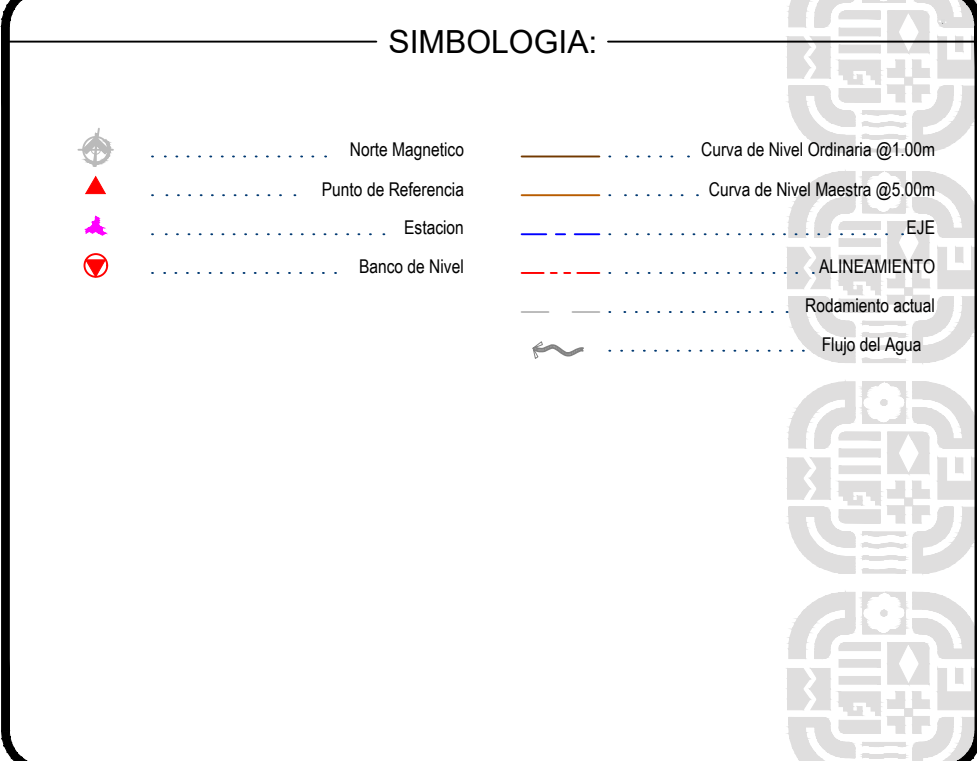 SIMBOLOGIA:
Norte Magnetico
Punto de Referencia
Estacion
Banco de Nivel
Curva de Nivel Ordinaria @1.00m
Curva de Nivel Maestra @5.00m
EJE
ALINEAMIENTO
Rodamiento actual
Flujo del Agua